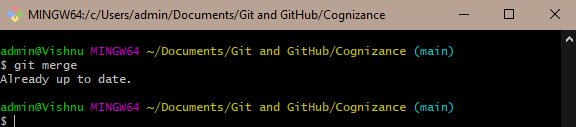 MINGW64:/c/Users/admin/Documents/Git and GitHub/Cognizance
admin@Vishnu MINGW64 ~/Documents/Git and GitHub/Cognizance (main)
$ git merge
Already up to date.
admin@Vishnu MINGW64 ~/Documents/Git and GitHub/Cognizance (main)
$